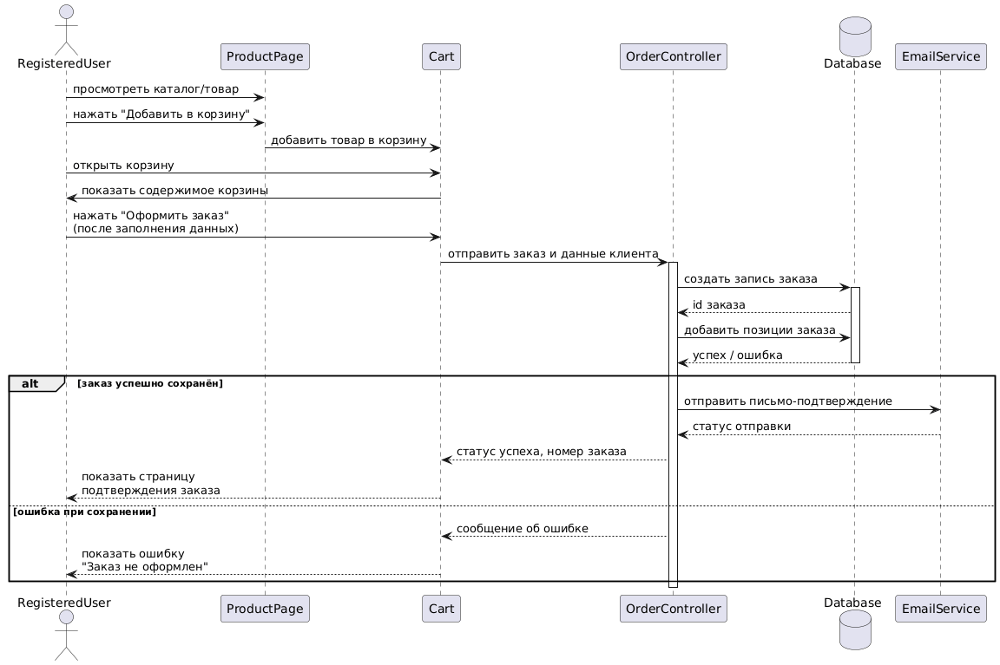 RegisteredUser
ProductPage
Cart
OrderController
Database
EmailService
просмотреть каталог/товар
нажать "Добавить в корзину"
добавить товар в корзину
открыть корзину
показать содержимое корзины
нажать "Оформить заказ"
(после заполнения данных)
отправить заказ и данные клиента
создать запись заказа
id заказа
добавить позиции заказа
успех / ошибка
alt
[заказ успешно сохранён]
отправить письмо-подтверждение
статус отправки
статус успеха, номер заказа
показать страницу
подтверждения заказа
[ошибка при сохранении]
сообщение об ошибке
показать ошибку
"Заказ не оформлен"
RegisteredUser
ProductPage
Cart
OrderController
Database
EmailService